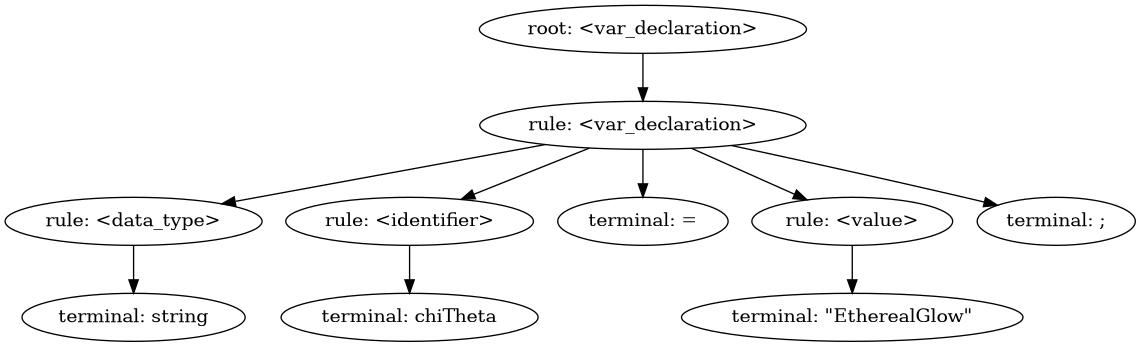 root: <var_declaration>
rule: <var_declaration>
rule: <data_type>
rule: <identifier>
terminal: =
rule: <value>
terminal: ;
terminal: string
terminal: chiTheta
terminal: "EtherealGlow"